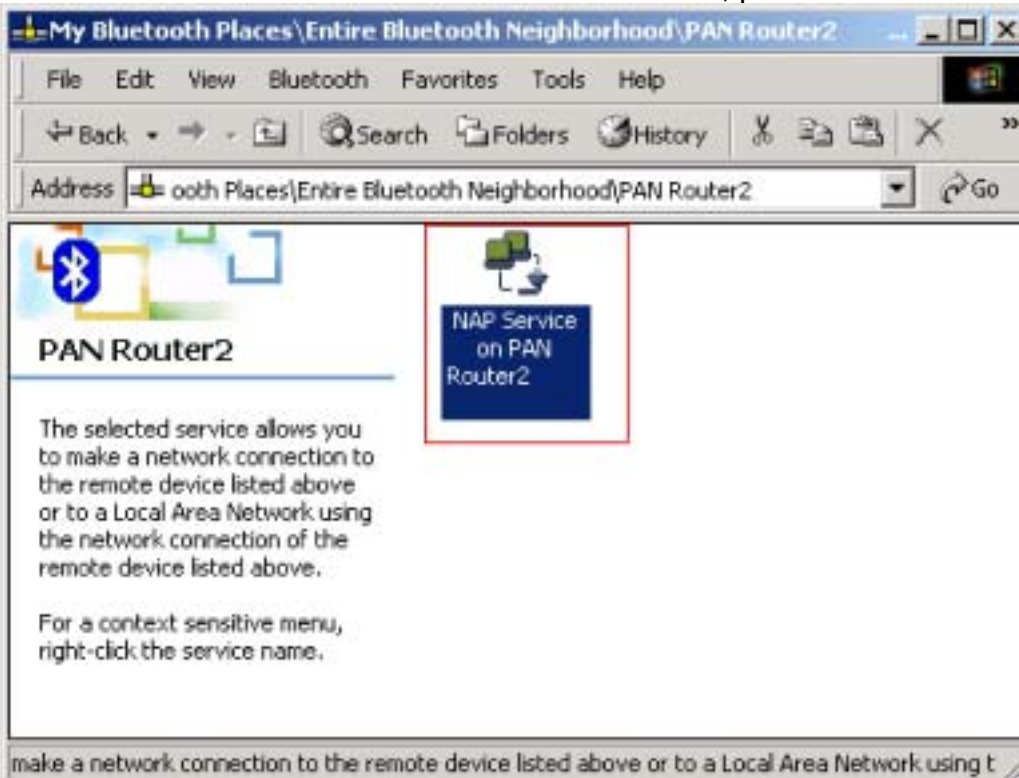 My Bluetooth Places\Entire Bluetooth Neighborhood\PAN Router2
File Edit View Bluetooth Favorites Tools Help
Back Search Folders History »
Address ooth Places\Entire Bluetooth Neighborhood\PAN Router2 Go
PAN Router2
The selected service allows you
to make a network connection to
the remote device listed above
or to a Local Area Network using
the network connection of the
remote device listed above.
For a context sensitive menu,
right-click the service name.
NAP Service
on PAN
Router2
make a network connection to the remote device listed above or to a Local Area Network using t